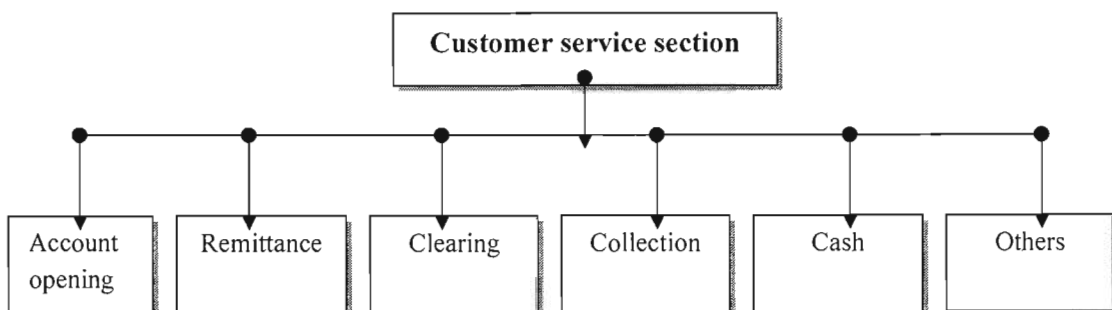 Customer service section
Account
opening
Remittance
Clearing
Collection
Cash
Others